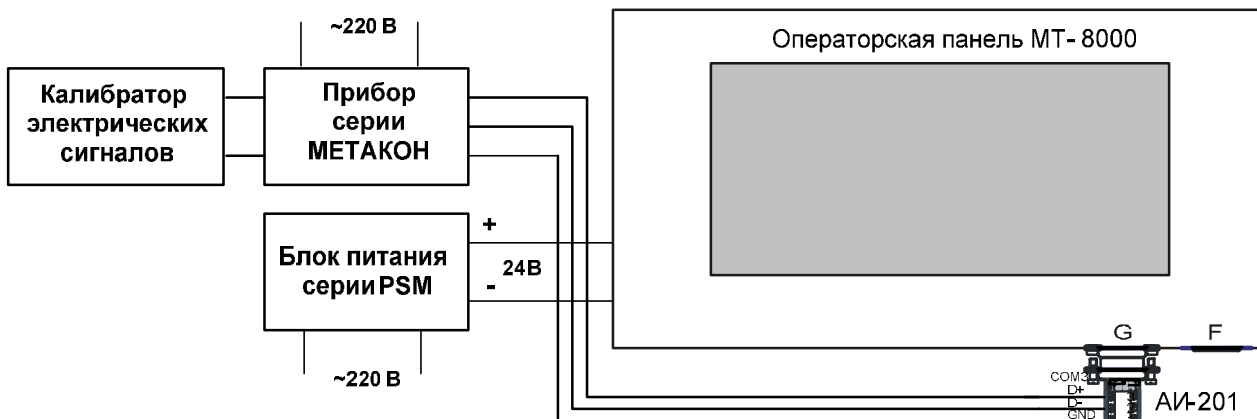 ~220 В
Операторская панель МТ- 8000
Калибратор
электрических
сигналов
Прибор
серии
МЕТАКОН
Блок питания
серии PSM
+
24В
-
~220 В
G
F
COM3
D+
D-
GND
АИ-201